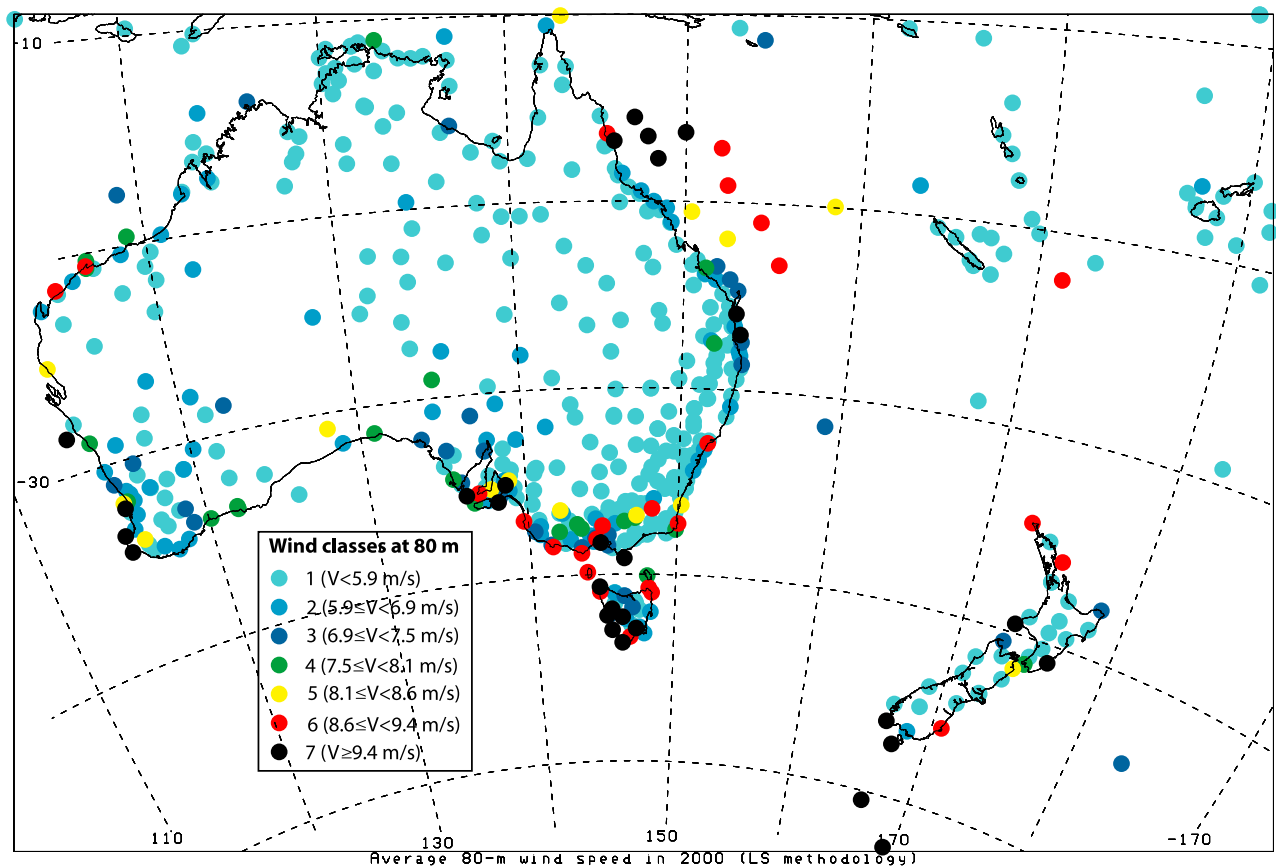 -10
-30
Wind classes at 80 m
1 (V<5.9 m/s)
2 (5.9≤V<6.9 m/s)
3 (6.9≤V<7.5 m/s)
4 (7.5≤V<8.1 m/s)
5 (8.1≤V<8.6 m/s)
6 (8.6≤V<9.4 m/s)
7 (V≥9.4 m/s)
110 130 150 170 -170
Average 80-m wind speed in 2000 (LS methodology)